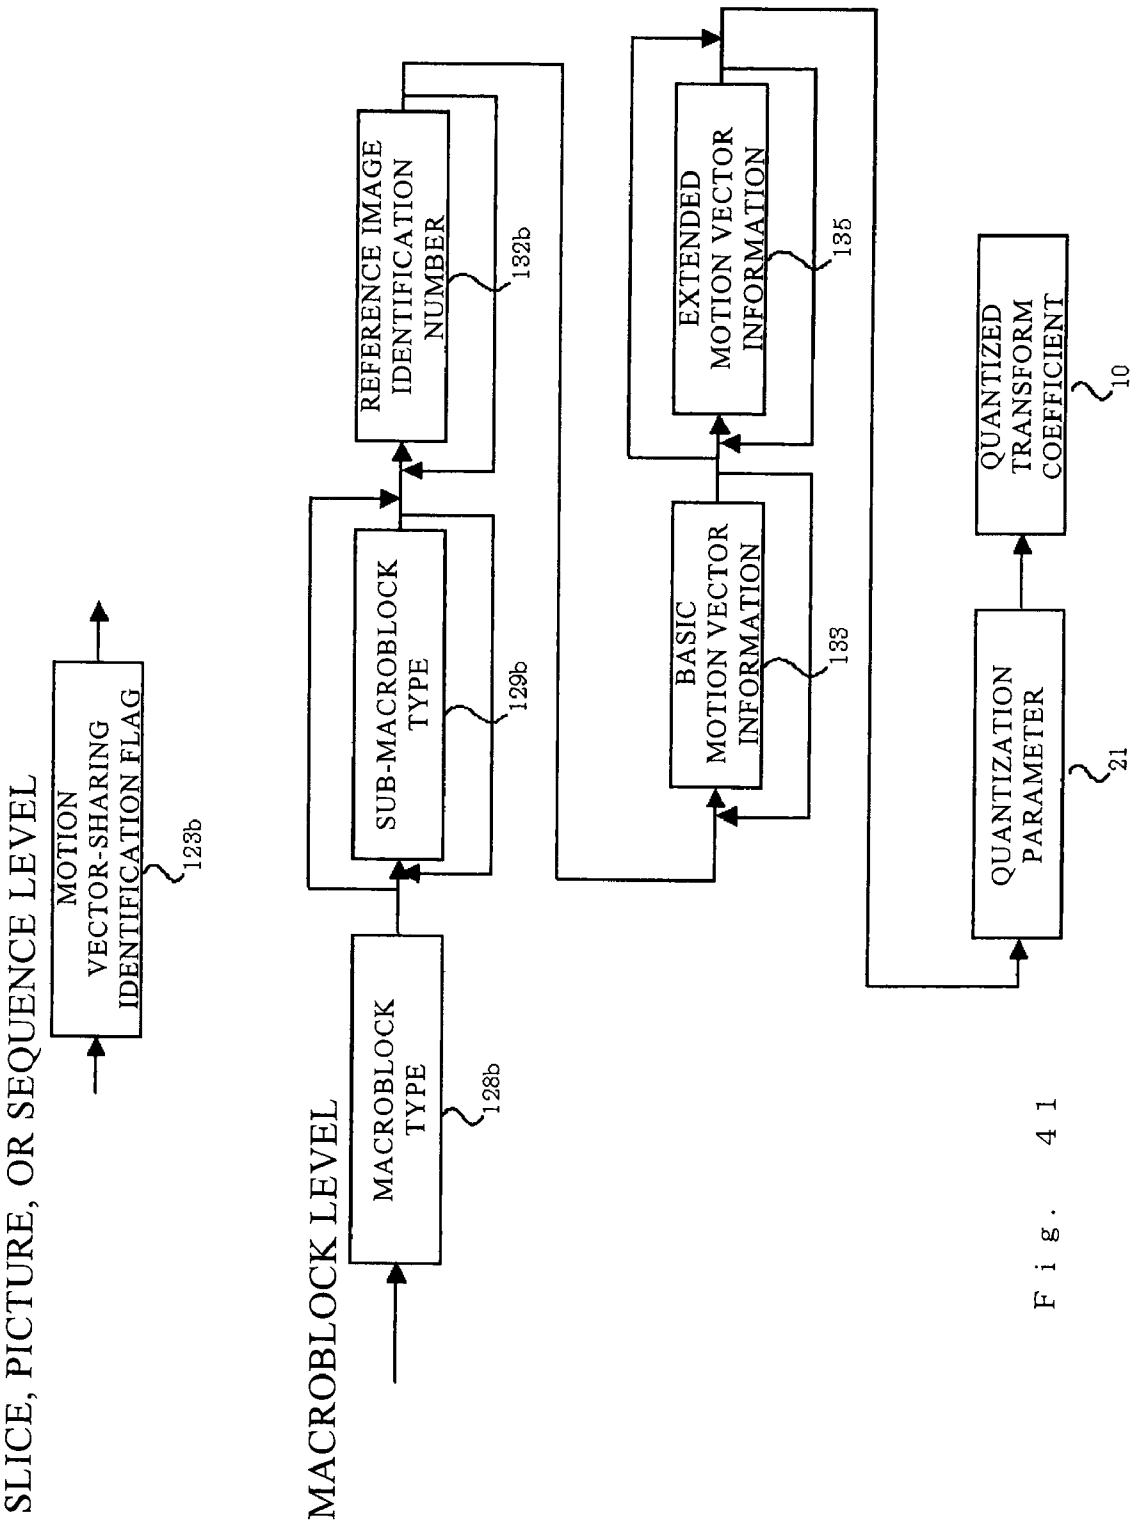 SLICE, PICTURE, OR SEQUENCE LEVEL
MOTION
VECTOR-SHARING
IDENTIFICATION FLAG
123b
MACROBLOCK LEVEL
MACROBLOCK
TYPE
128b
SUB-MACROBLOCK
TYPE
129b
REFERENCE IMAGE
IDENTIFICATION
NUMBER
132b
BASIC
MOTION VECTOR
INFORMATION
133
EXTENDED
MOTION VECTOR
INFORMATION
135
QUANTIZATION
PARAMETER
21
QUANTIZED
TRANSFORM
COEFFICIENT
10
Fig. 41